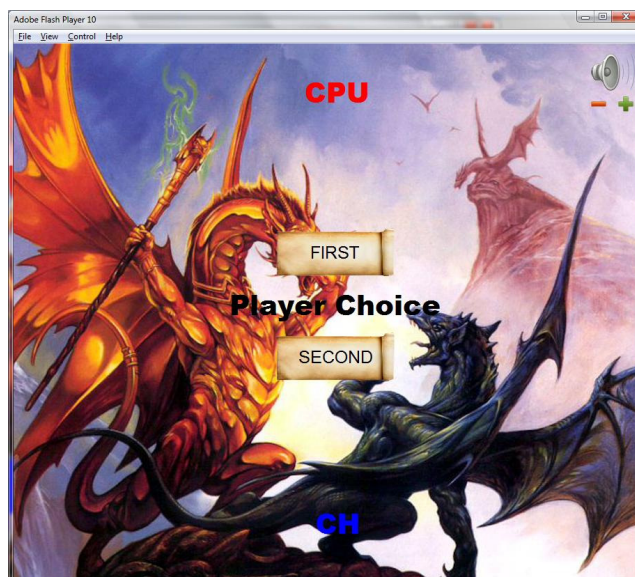 Adobe Flash Player 10
File View Control Help
CPU
FIRST
Player Choice
SECOND
CH